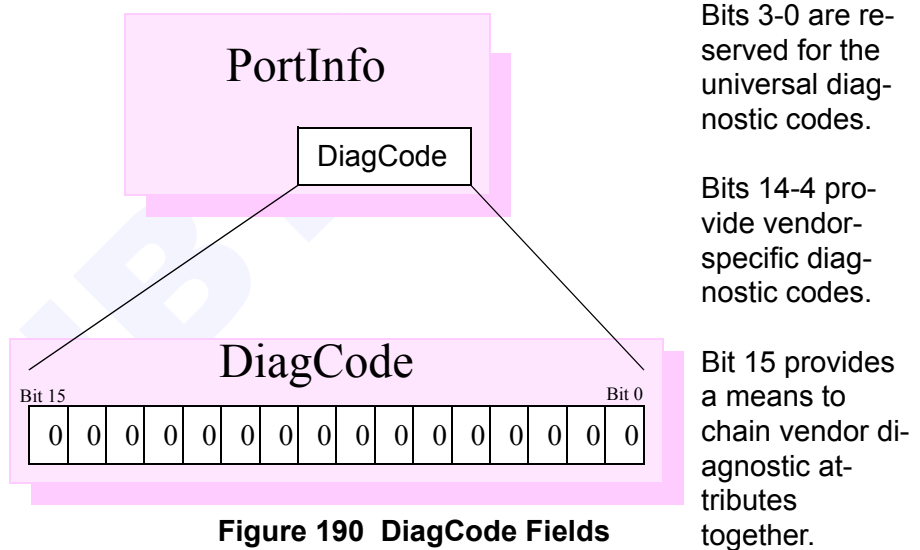 PortInfo
DiagCode
DiagCode
Bit 15
Bit 0
0 0 0 0 0 0 0 0 0 0 0 0 0 0 0 0
Figure 190 DiagCode Fields
Bits 3-0 are re-
served for the
universal diag-
nostic codes.
Bits 14-4 pro-
vide vendor-
specific diag-
nostic codes.
Bit 15 provides
a means to
chain vendor di-
agnostic at-
tributes
together.